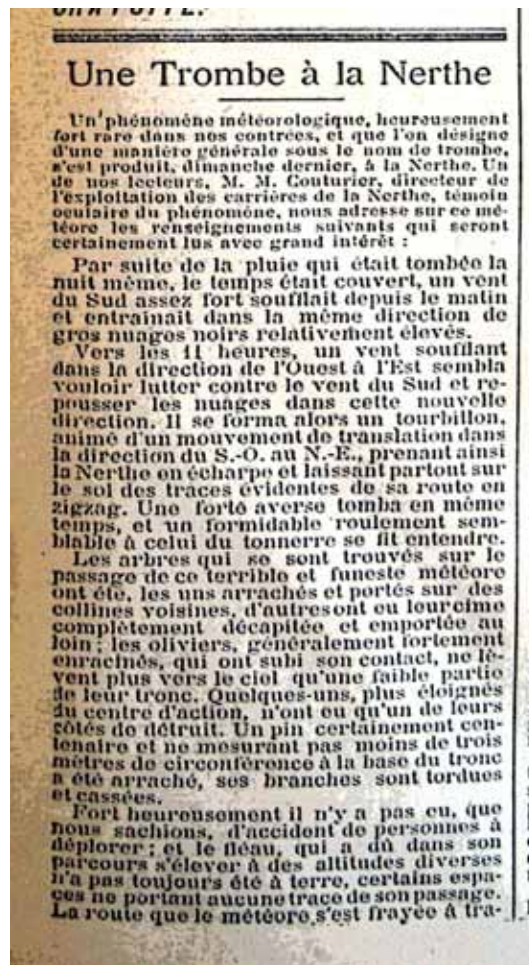 Une Trombe à la Nerthe
Un phénomène météorologique, heureusement
fort rare dans nos contrées, et que l'on désigne
d'une manière générale sous le nom de trombe,
s'est produit, dimanche dernier, à la Nerthe. Un
de nos lecteurs, M. M. Couturier, directeur de
l'exploitation des carrières de la Nerthe, témoin
oculaire du phénomène, nous adresse sur ce mé-
téore les renseignements suivants qui seront
certainement lus avec grand intérêt :
Par suite de la pluie qui était tombée la
nuit même, le temps était couvert, un vent
du Sud assez fort soufflait depuis le matin
et entraînait dans la même direction de
gros nuages noirs relativement élevés.
Vers les 11 heures, un vent soufflant
dans la direction de l'Ouest à l'Est sembla
vouloir lutter contre le vent du Sud et re-
pousser les nuages dans cette nouvelle
direction. Il se forma alors un tourbillon,
animé d'un mouvement de translation dans
la direction du S.-O. au N.-E., prenant ainsi
la Nerthe en écharpe et laissant partout sur
le sol des traces évidentes de sa route en
zigzag. Une forte averse tomba en même
temps, et un formidable roulement sem-
blable à celui du tonnerre se fit entendre.
Les arbres qui se sont trouvés sur le
passage de ce terrible et funeste météore
ont été, les uns arrachés et portés sur des
collines voisines, d'autres ont eu leur cime
complètement décapitée et emportée au
loin ; les oliviers, généralement fortement
enracinés, qui ont subi son contact, ne lè-
vent plus vers le ciel qu'une faible partie
de leur tronc. Quelques-uns, plus éloignés
du centre d'action, n'ont eu qu'un de leurs
côtés de détruit. Un pin certainement cen-
tenaire et ne mesurant pas moins de trois
mètres de circonférence à la base du tronc
a été arraché, ses branches sont tordues
et cassées.
Fort heureusement il n'y a pas eu, que
nous sachions, d'accident de personnes à
déplorer ; et le fléau, qui a dû dans son
parcours s'élever à des altitudes diverses
n'a pas toujours été à terre, certains espa-
ces ne portant aucune trace de son passage.
La route que le météore s'est frayée à tra-